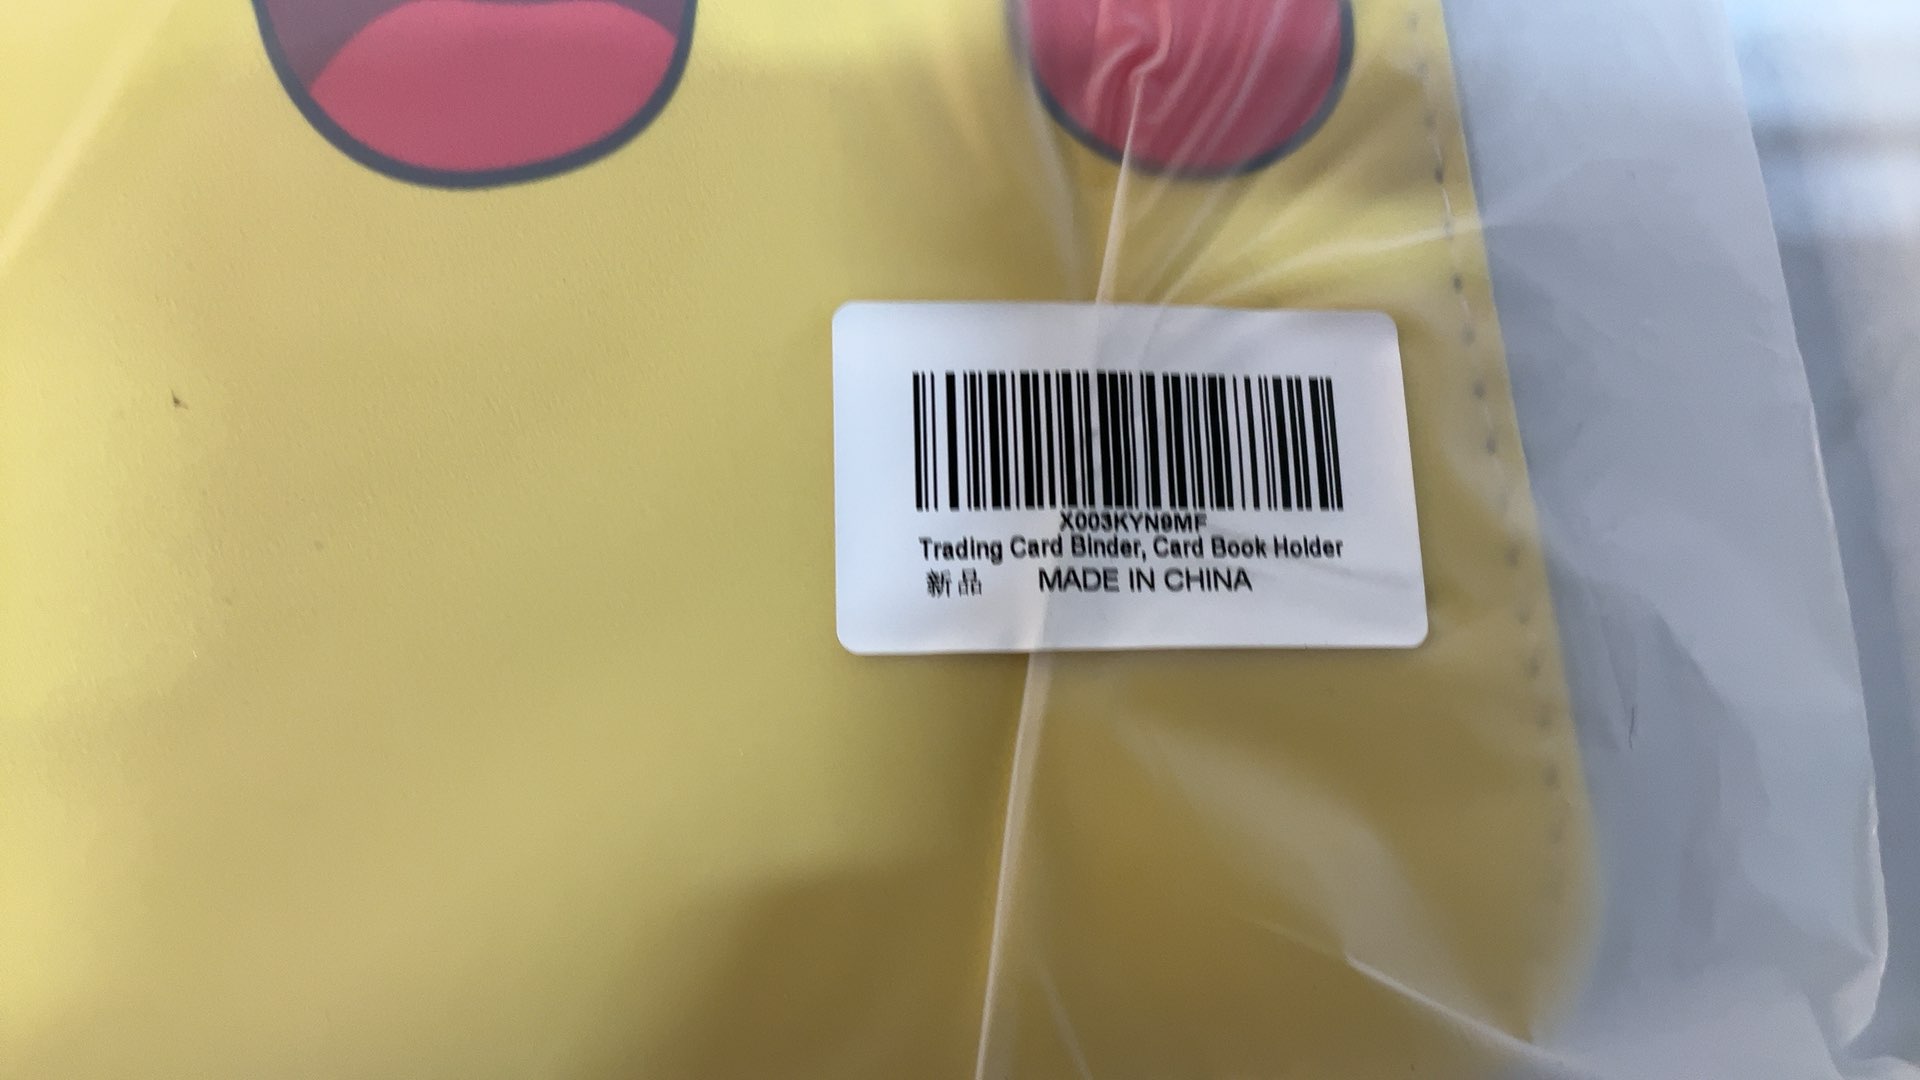 X003KYN9MF
Trading Card Binder, Card Book Holder
新品 MADE IN CHINA